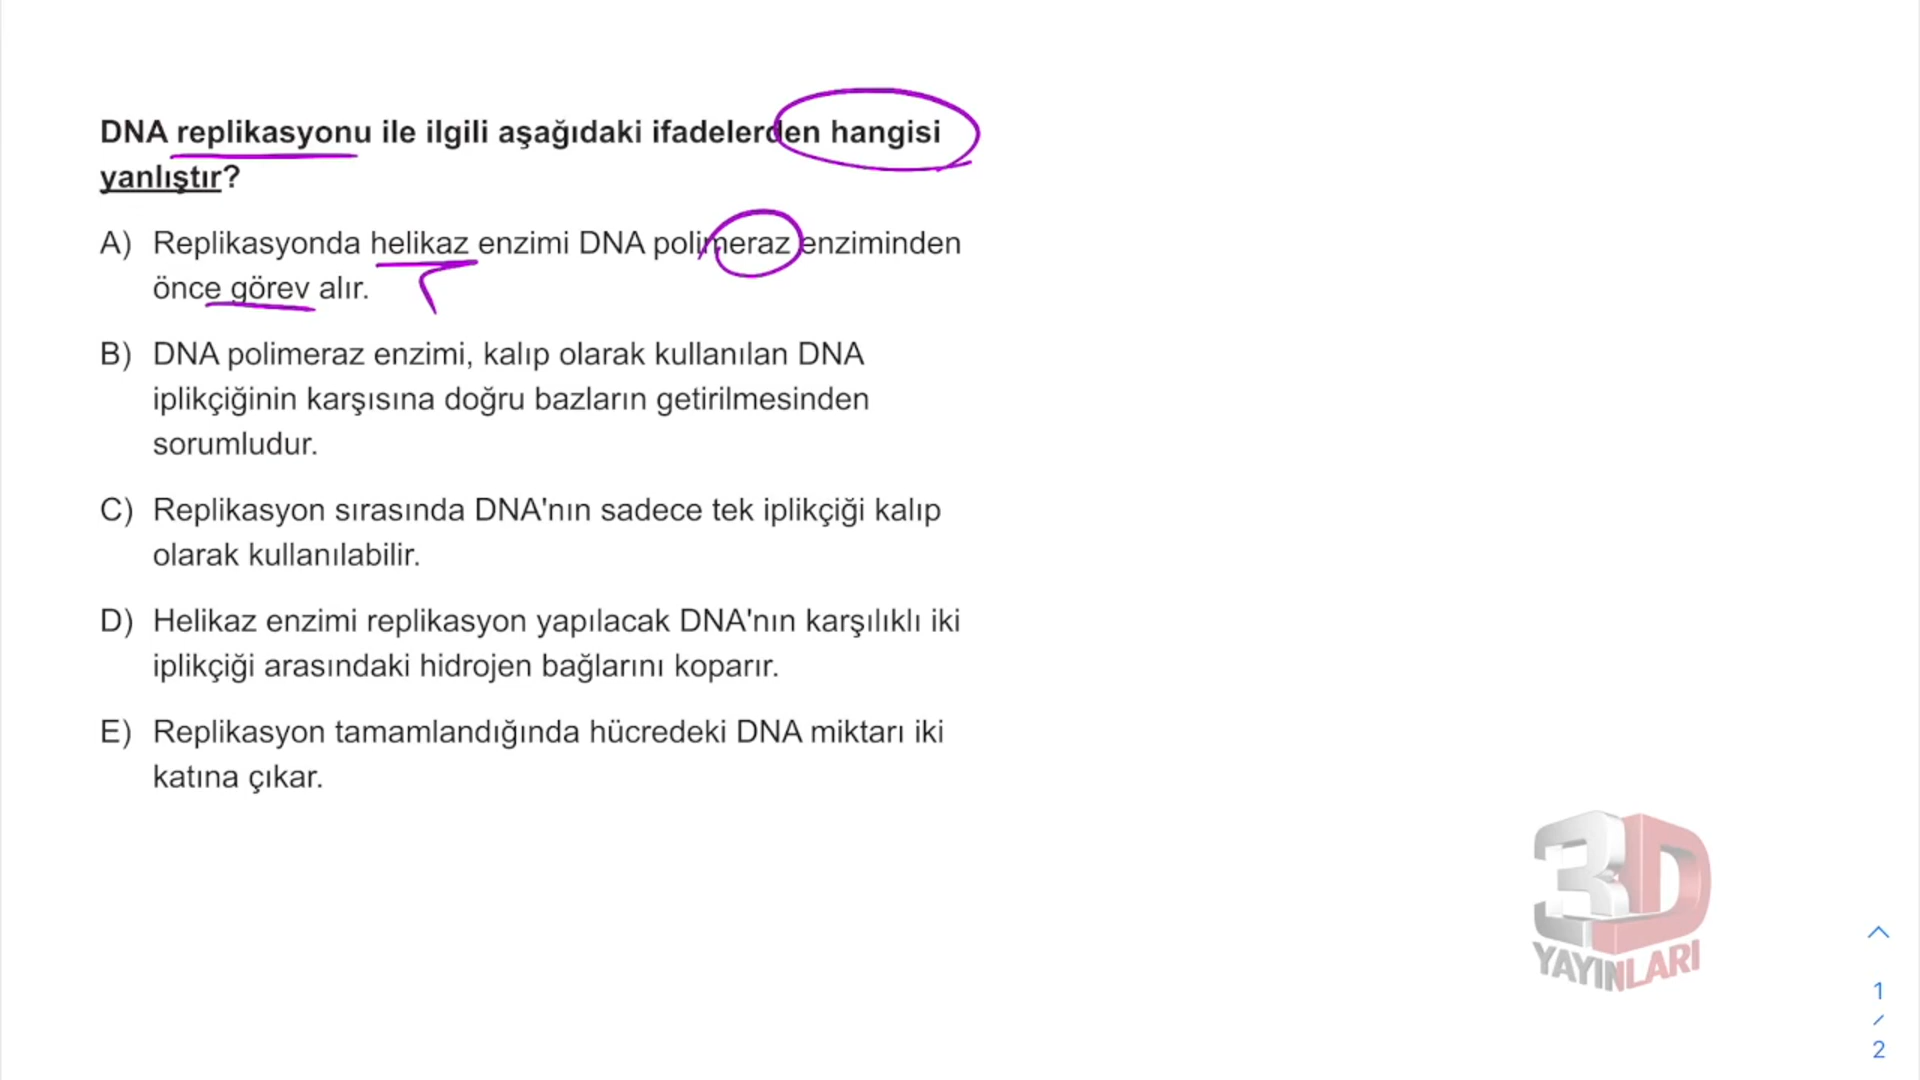 DNA replikasyonu ile ilgili aşağıdaki ifadelerden hangisi
yanlıştır?
A) Replikasyonda helikaz enzimi DNA polimeraz enziminden
önce görev alır.
B) DNA polimeraz enzimi, kalıp olarak kullanılan DNA
iplikçiğinin karşısına doğru bazların getirilmesinden
sorumludur.
C) Replikasyon sırasında DNA'nın sadece tek iplikçiği kalıp
olarak kullanılabilir.
D) Helikaz enzimi replikasyon yapılacak DNA'nın karşılıklı iki
iplikçiği arasındaki hidrojen bağlarını koparır.
E) Replikasyon tamamlandığında hücredeki DNA miktarı iki
katına çıkar.
3D
YAYINLARI
1
/
2